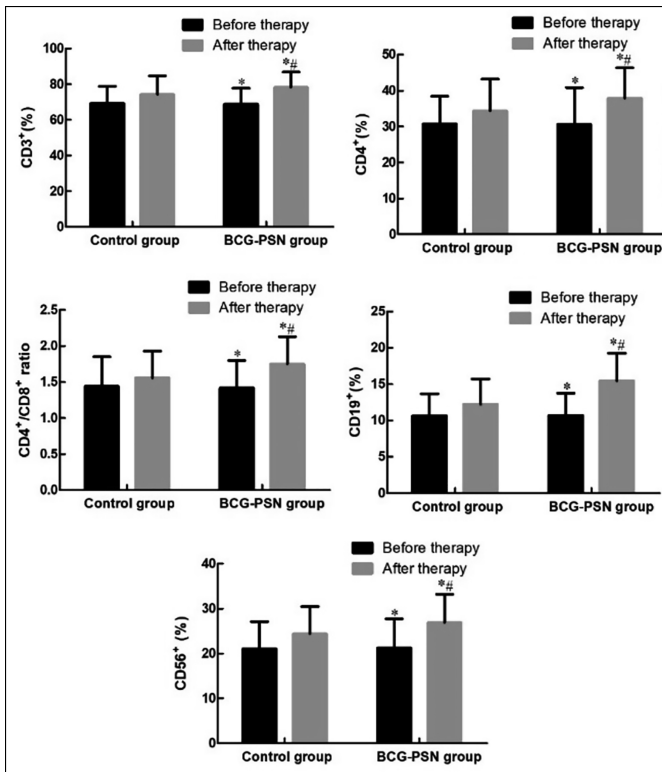 Before therapy
After therapy
CD3⁺(%)
100
80
60
40
20
0
*
*#
Control group
BCG-PSN group
Before therapy
After therapy
CD4⁺(%)
50
40
30
20
10
0
*
*#
Control group
BCG-PSN group
Before therapy
After therapy
CD4⁺/CD8⁺ ratio
2.5
2.0
1.5
1.0
0.5
0.0
*
*#
Control group
BCG-PSN group
Before therapy
After therapy
CD19⁺(%)
25
20
15
10
5
0
*
*#
Control group
BCG-PSN group
Before therapy
After therapy
CD56⁺ (%)
40
30
20
10
0
*
*#
Control group
BCG-PSN group